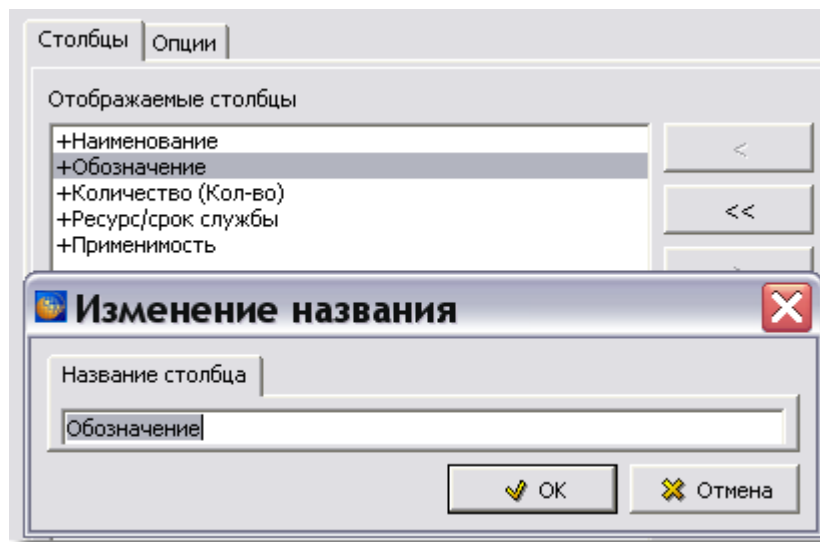 Столбцы
Опции
Отображаемые столбцы
+Наименование
<
+Обозначение
+Количество (Кол-во)
<<
+Ресурс/срок службы
+Применимость
Изменение названия
Название столбца
Обозначение
OK
Отмена